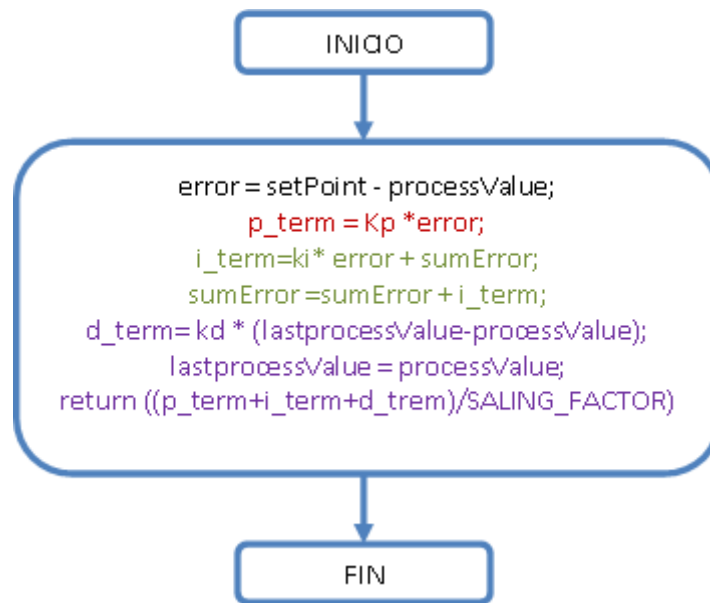 INICIO
error = setPoint - processValue;
p_term = Kp *error;
i_term=ki* error + sumError;
sumError =sumError + i_term;
d_term= kd * (lastprocessValue-processValue);
lastprocessValue = processValue;
return ((p_term+i_term+d_trem)/SALING_FACTOR)
FIN